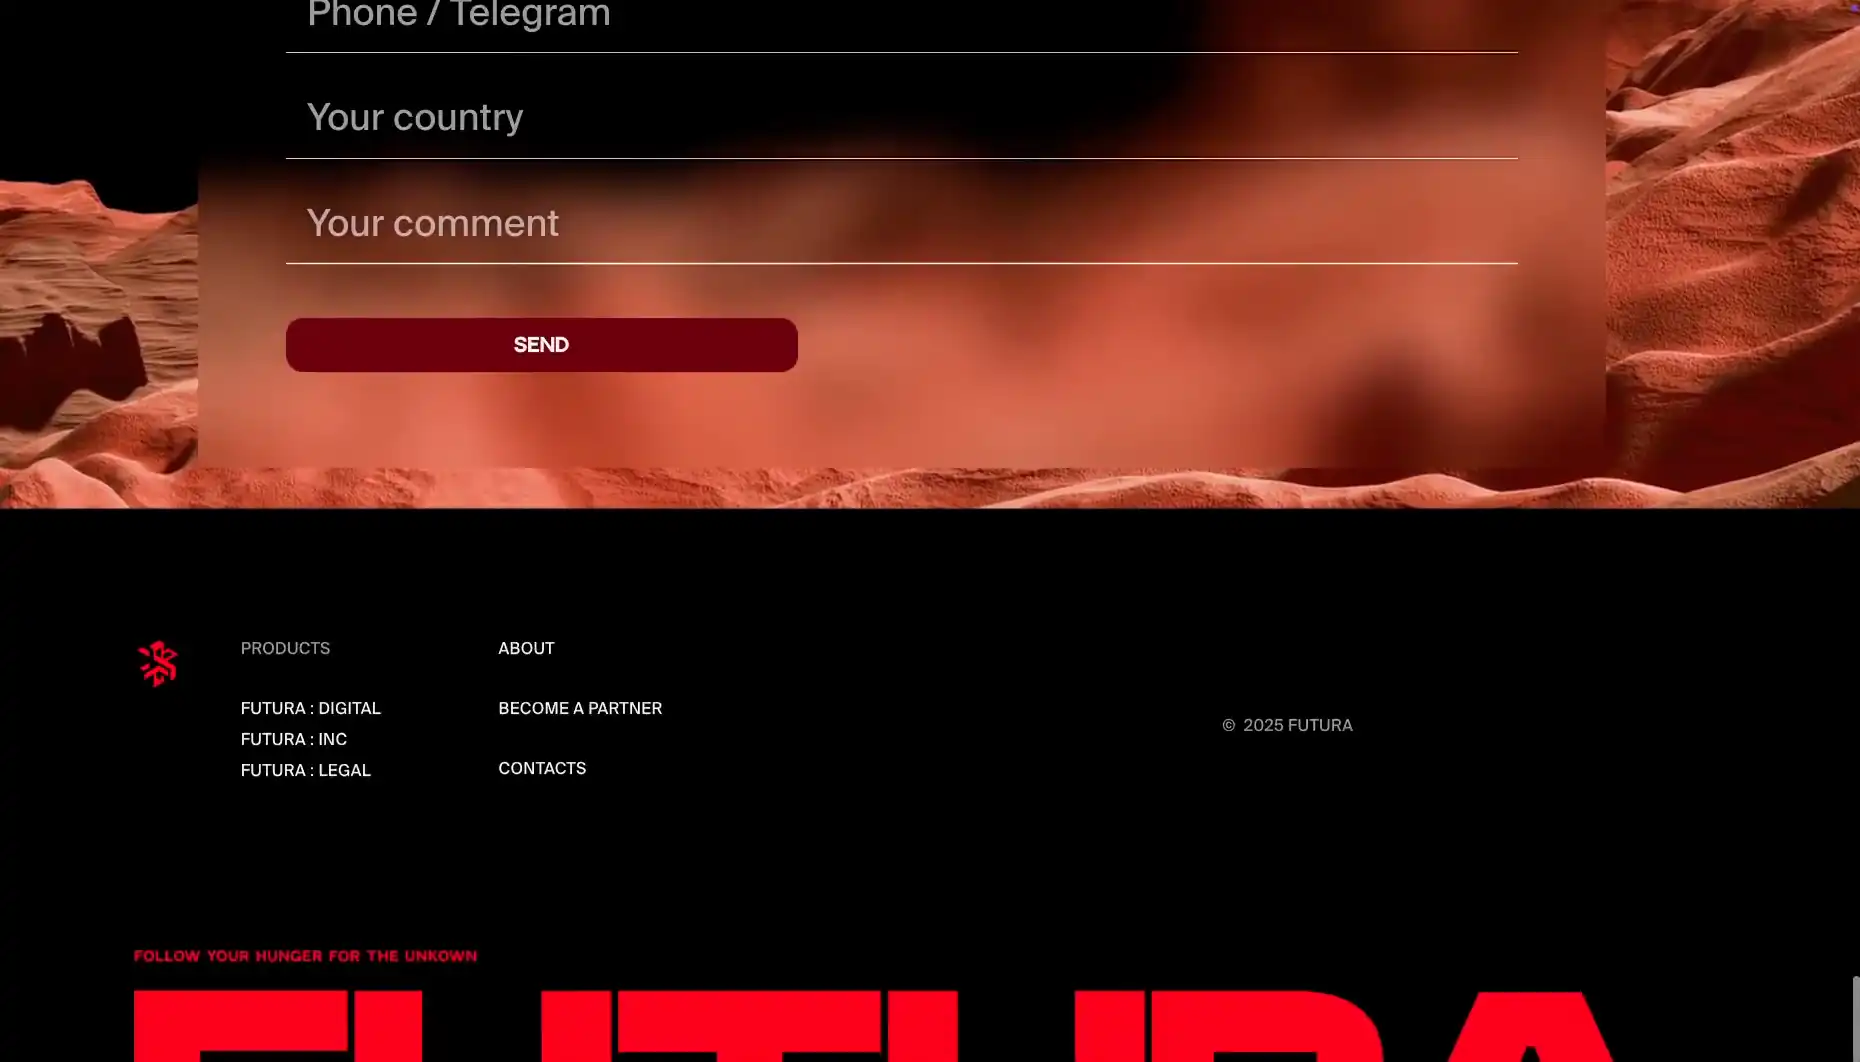 Phone / Telegram
Your country
Your comment
SEND
PRODUCTS
FUTURA : DIGITAL
FUTURA : INC
FUTURA : LEGAL
ABOUT
BECOME A PARTNER
CONTACTS
© 2025 FUTURA
FOLLOW YOUR HUNGER FOR THE UNKOWN
FUTURA